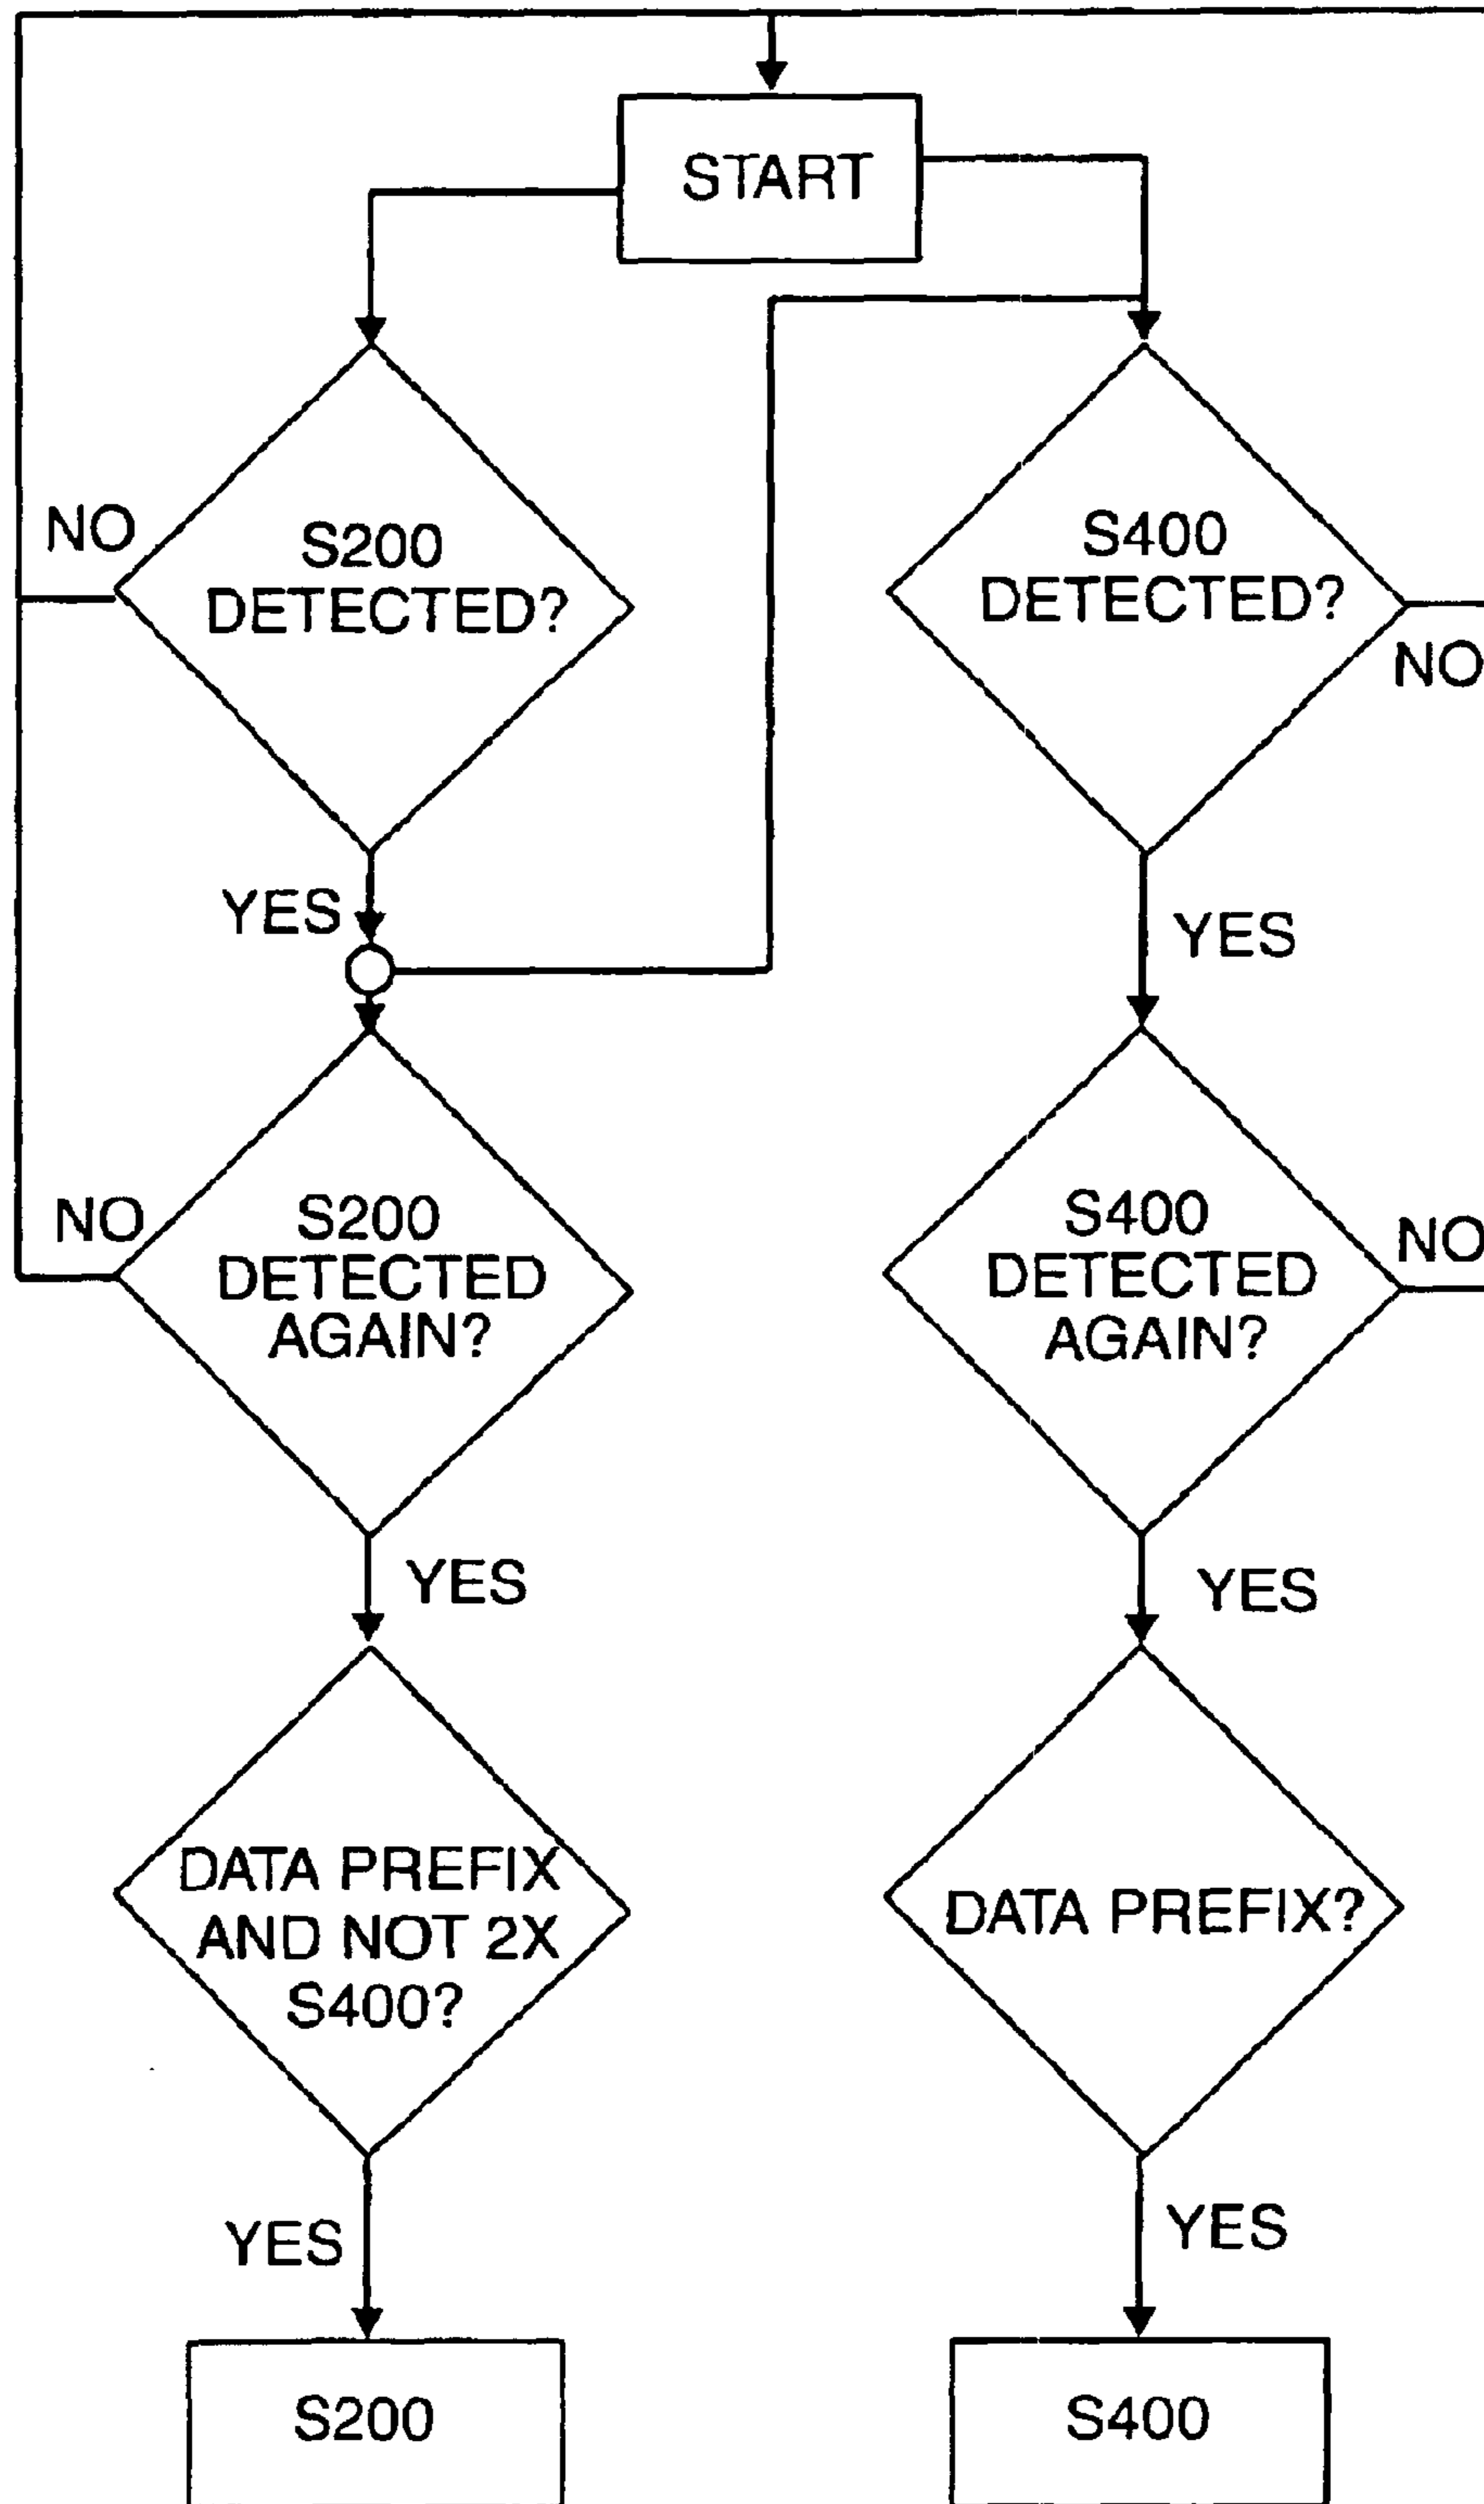 START
NO
S200
DETECTED?
S400
DETECTED?
NO
YES
YES
NO
S200
DETECTED
AGAIN?
S400
DETECTED
AGAIN?
NO
YES
YES
DATA PREFIX
AND NOT 2X
S400?
DATA PREFIX?
YES
YES
S200
S400